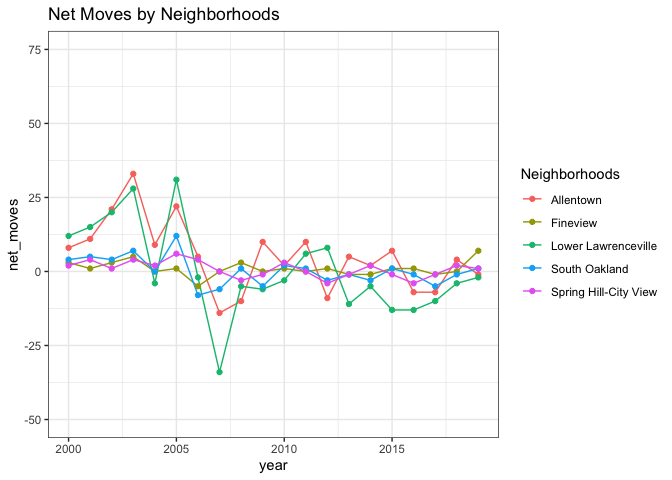 Net Moves by Neighborhoods
75
50
25
0
-25
-50
net_moves
2000
2005
2010
2015
year
Neighborhoods
Allentown
Fineview
Lower Lawrenceville
South Oakland
Spring Hill-City View